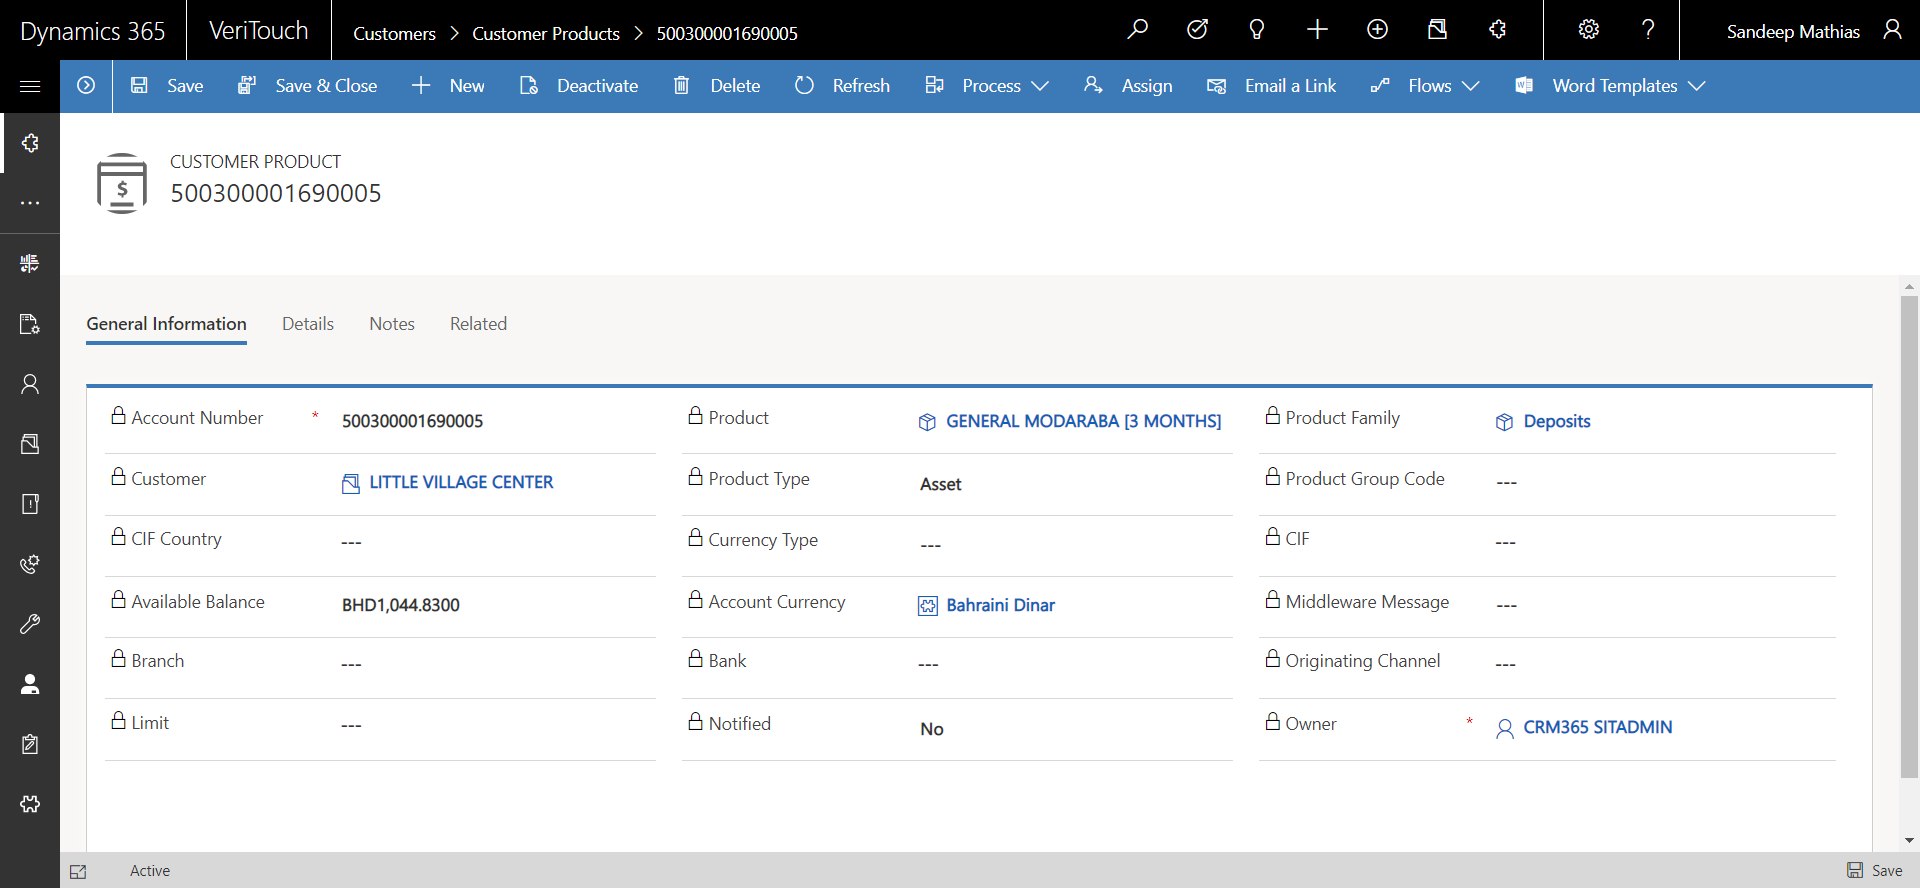 Dynamics 365 VeriTouch Customers > Customer Products > 500300001690005 Sandeep Mathias
Save Save & Close New Deactivate Delete Refresh Process Assign Email a Link Flows Word Templates
CUSTOMER PRODUCT
500300001690005
General Information Details Notes Related
Account Number * 500300001690005 Product GENERAL MODARABA [3 MONTHS] Product Family Deposits
Customer LITTLE VILLAGE CENTER Product Type Asset Product Group Code ---
CIF Country --- Currency Type --- CIF ---
Available Balance BHD1,044.8300 Account Currency Bahraini Dinar Middleware Message ---
Branch --- Bank --- Originating Channel ---
Limit --- Notified No Owner * CRM365 SITADMIN
Active Save